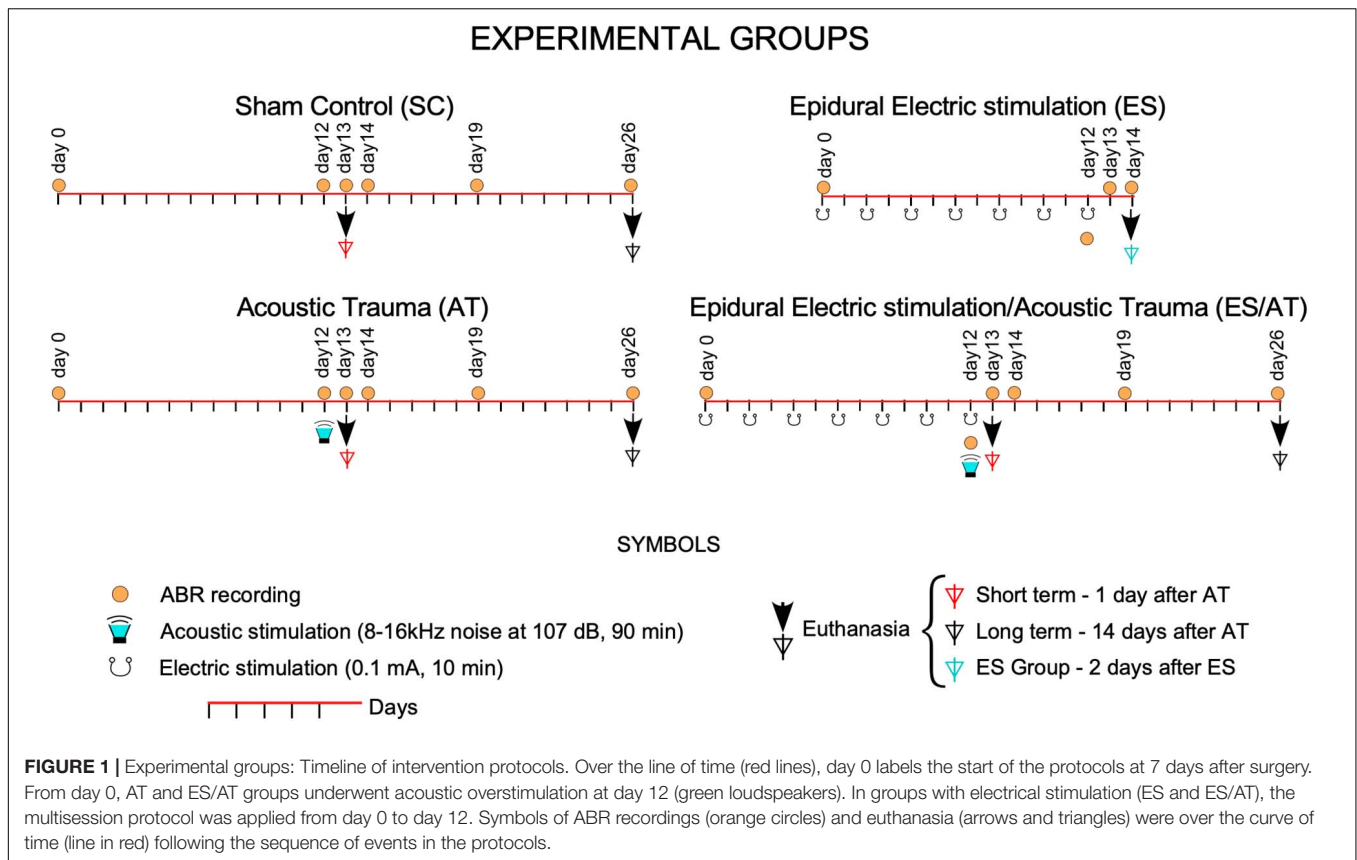 EXPERIMENTAL GROUPS
Sham Control (SC)
day 0
day12
day13
day14
day19
day26
Epidural Electric stimulation (ES)
day 0
day12
day13
day14
Acoustic Trauma (AT)
day 0
day12
day13
day14
day19
day26
Epidural Electric stimulation/Acoustic Trauma (ES/AT)
day 0
day12
day13
day14
day19
day26
SYMBOLS
ABR recording
Acoustic stimulation (8-16kHz noise at 107 dB, 90 min)
Electric stimulation (0.1 mA, 10 min)
Days
Euthanasia
Short term - 1 day after AT
Long term - 14 days after AT
ES Group - 2 days after ES
FIGURE 1 | Experimental groups: Timeline of intervention protocols. Over the line of time (red lines), day 0 labels the start of the protocols at 7 days after surgery.
From day 0, AT and ES/AT groups underwent acoustic overstimulation at day 12 (green loudspeakers). In groups with electrical stimulation (ES and ES/AT), the
multisession protocol was applied from day 0 to day 12. Symbols of ABR recordings (orange circles) and euthanasia (arrows and triangles) were over the curve of
time (line in red) following the sequence of events in the protocols.